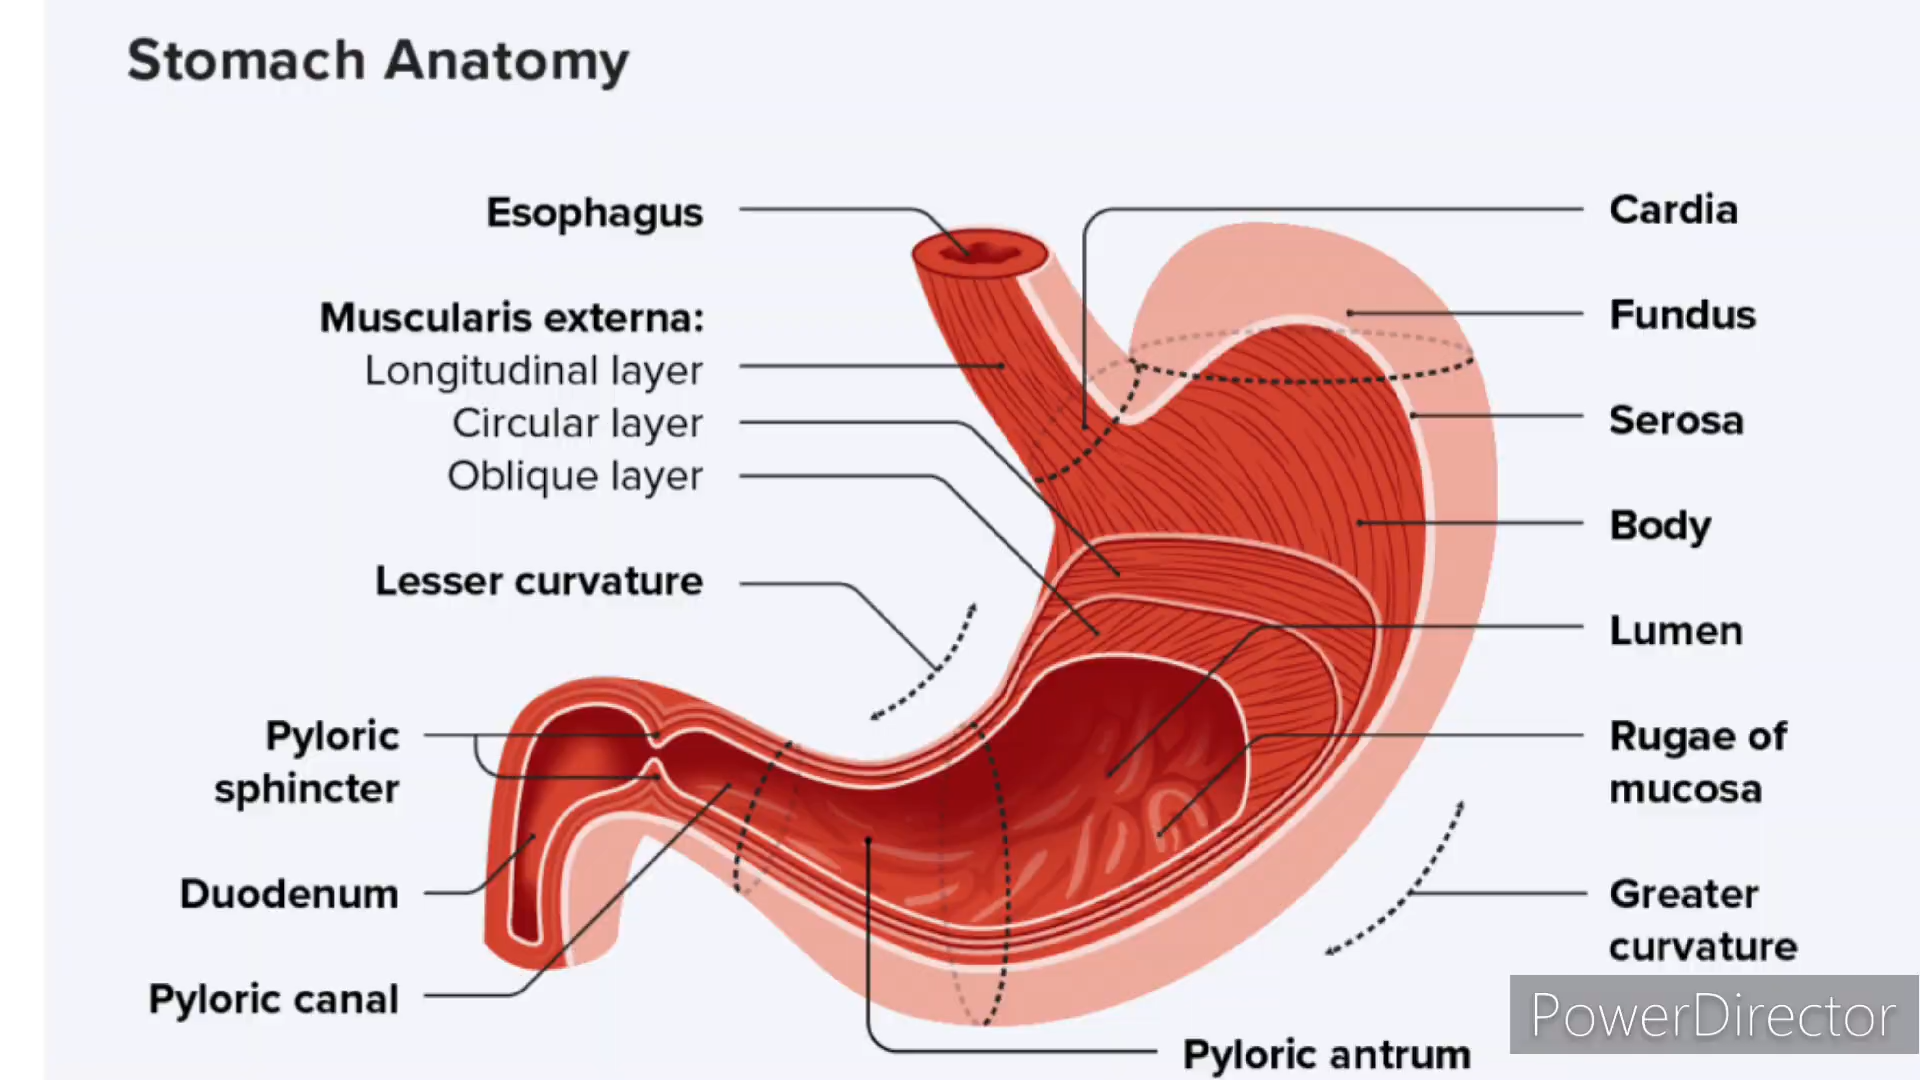 Stomach Anatomy
Esophagus
Muscularis externa:
Longitudinal layer
Circular layer
Oblique layer
Lesser curvature
Pyloric
sphincter
Duodenum
Pyloric canal
Cardia
Fundus
Serosa
Body
Lumen
Rugae of
mucosa
Greater
curvature
Pyloric antrum
PowerDirector